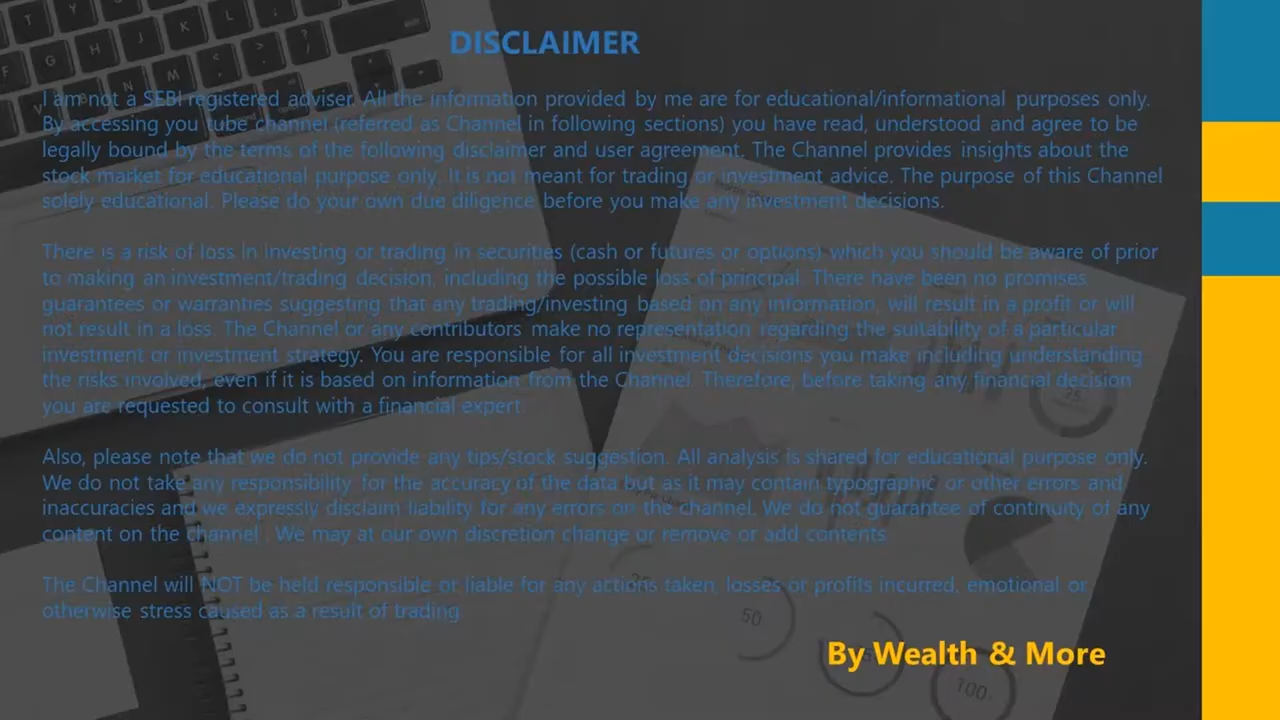 DISCLAIMER
I am not a SEBI registered adviser. All the information provided by me are for educational/informational purposes only.
By accessing you tube channel (referred as Channel in following sections) you have read, understood and agree to be
legally bound by the terms of the following disclaimer and user agreement. The Channel provides insights about the
stock market for educational purpose only. It is not meant for trading or investment advice. The purpose of this Channel
solely educational. Please do your own due diligence before you make any investment decisions.
There is a risk of loss in investing or trading in securities (cash or futures or options) which you should be aware of prior
to making an investment/trading decision, including the possible loss of principal. There have been no promises
guarantees or warranties suggesting that any trading/investing based on any information, will result in a profit or will
not result in a loss. The Channel or any contributors make no representation regarding the suitability of a particular
investment or investment strategy. You are responsible for all investment decisions you make including understanding
the risks involved, even if it is based on information from the Channel. Therefore, before taking any financial decision
you are requested to consult with a financial expert.
Also, please note that we do not provide any tips/stock suggestion. All analysis is shared for educational purpose only.
We do not take any responsibility for the accuracy of the data but as it may contain typographic or other errors and
inaccuracies and we expressly disclaim liability for any errors on the channel. We do not guarantee of continuity of any
content on the channel . We may at our own discretion change or remove or add contents.
The Channel will NOT be held responsible or liable for any actions taken, losses or profits incurred, emotional or
otherwise stress caused as a result of trading.
By Wealth & More
50
75
100